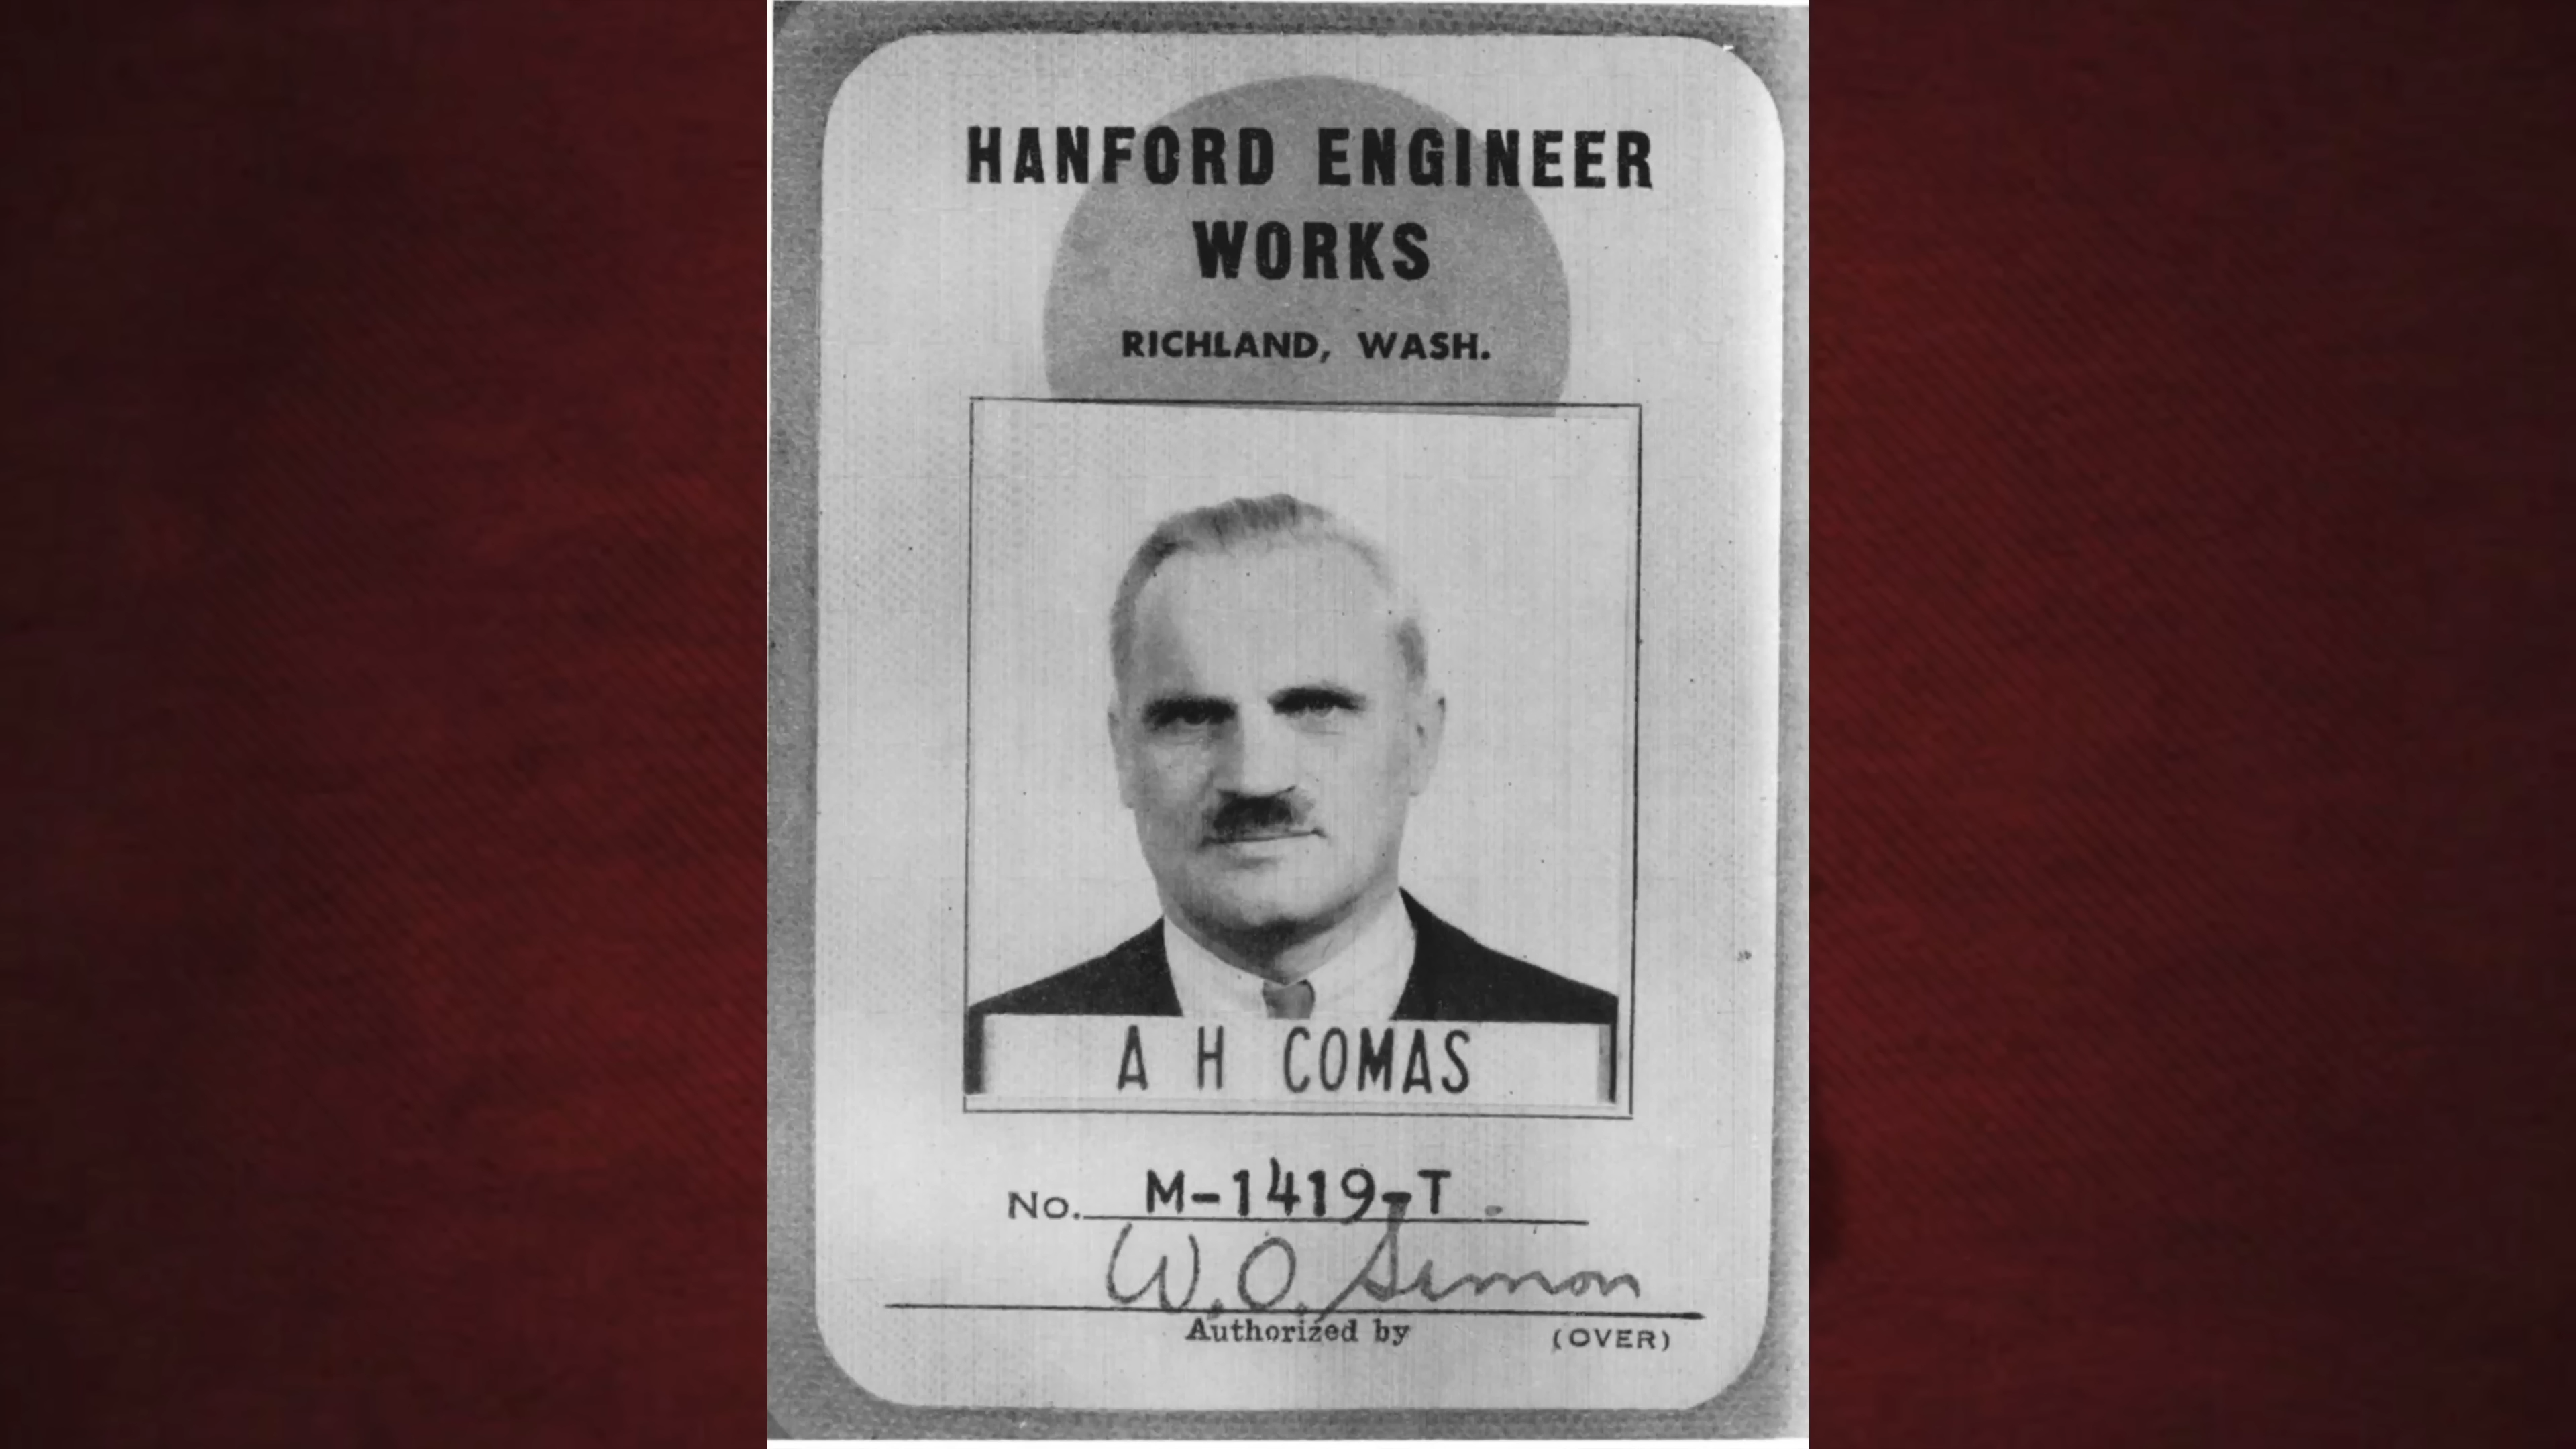 HANFORD ENGINEER
WORKS
RICHLAND, WASH.
A H COMAS
No. M-1419-T
W. O. Simon
Authorized by (OVER)